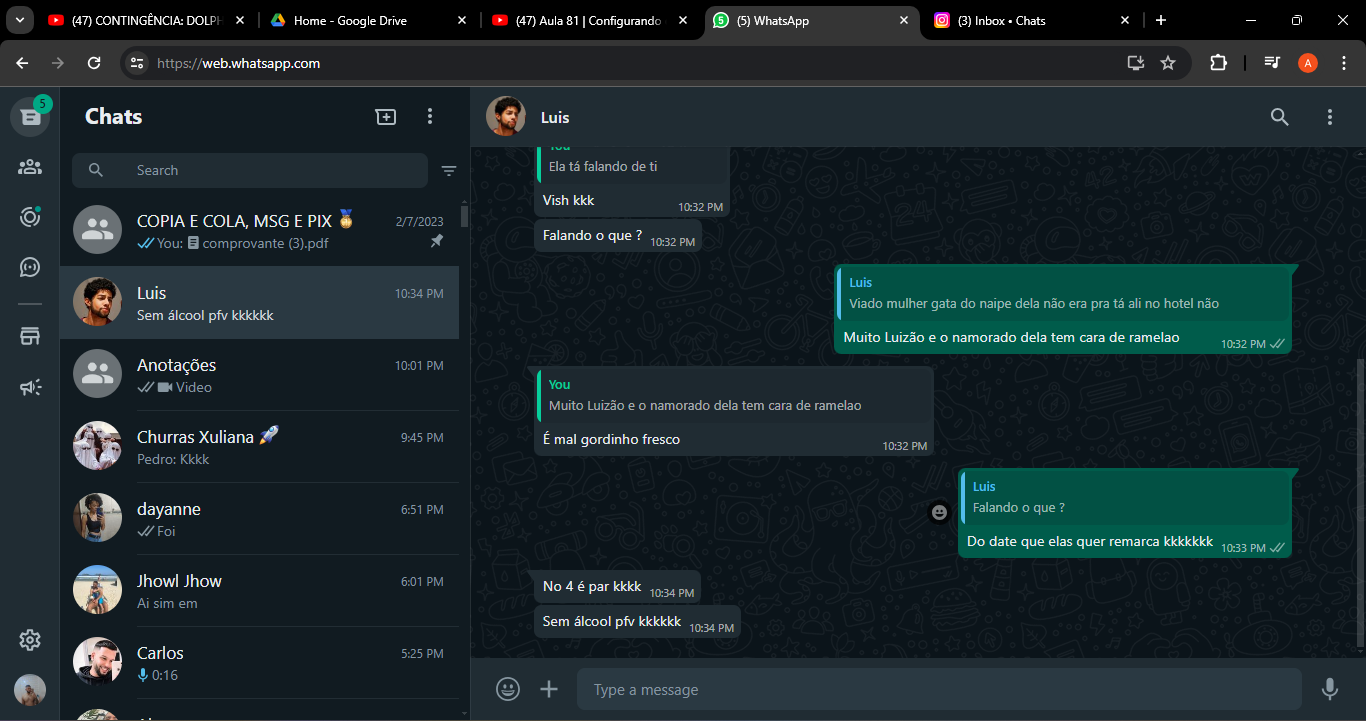 (47) CONTINGÊNCIA: DOLPH
Home - Google Drive
(47) Aula 81 | Configurando
(5) WhatsApp
(3) Inbox • Chats
https://web.whatsapp.com
A
5
Chats
Search
COPIA E COLA, MSG E PIX 🏅
2/7/2023
You: comprovante (3).pdf
Luis
10:34 PM
Sem álcool pfv kkkkkk
Anotações
10:01 PM
Video
Churras Xuliana 🚀
9:45 PM
Pedro: Kkkk
dayanne
6:51 PM
Foi
Jhowl Jhow
6:01 PM
Ai sim em
Carlos
5:25 PM
0:16
Luis
You
Ela tá falando de ti
Vish kkk
10:32 PM
Falando o que ?
10:32 PM
Luis
Viado mulher gata do naipe dela não era pra tá ali no hotel não
Muito Luizão e o namorado dela tem cara de ramelao
10:32 PM
You
Muito Luizão e o namorado dela tem cara de ramelao
É mal gordinho fresco
10:32 PM
Luis
Falando o que ?
Do date que elas quer remarca kkkkkkk
10:33 PM
No 4 é par kkkk
10:34 PM
Sem álcool pfv kkkkkk
10:34 PM
Type a message